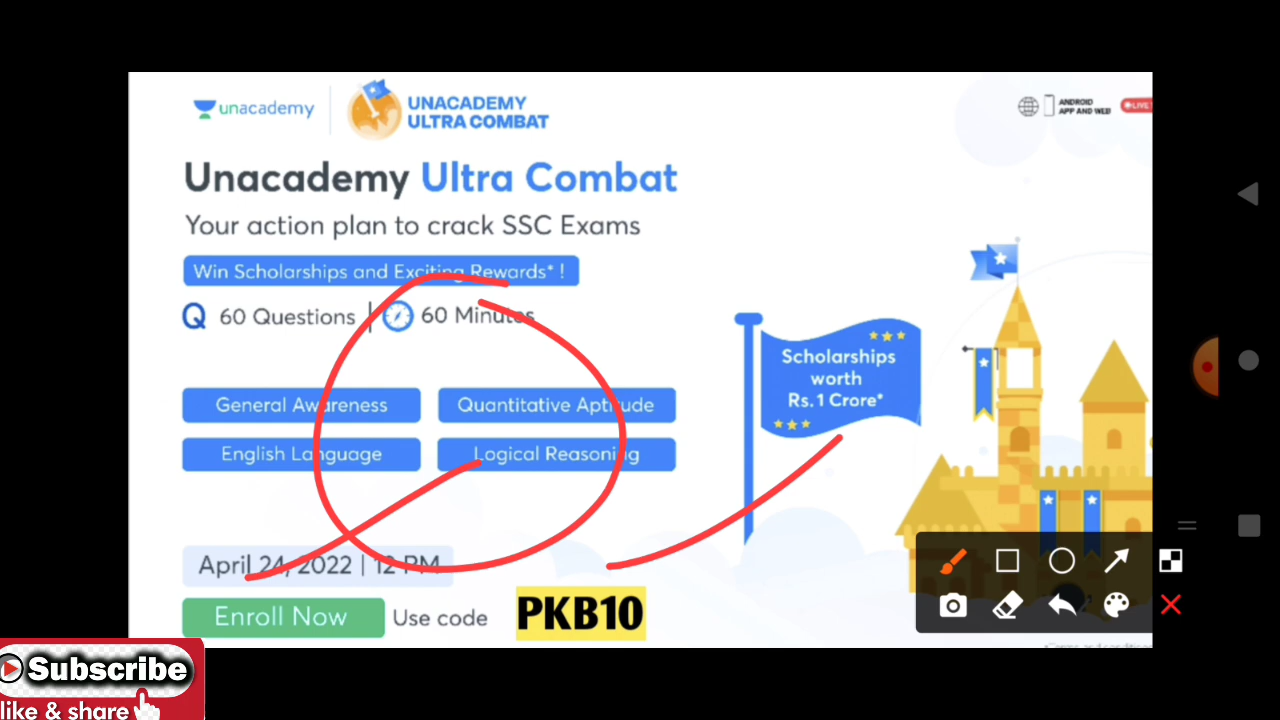 unacademy
UNACADEMY
ULTRA COMBAT
ANDROID
APP AND WEB
LIVE
Unacademy Ultra Combat
Your action plan to crack SSC Exams
Win Scholarships and Exciting Rewards* !
Q 60 Questions | 60 Minutes
General Awareness
Quantitative Aptitude
English Language
Logical Reasoning
Scholarships
worth
Rs. 1 Crore*
April 24, 2022 | 12 PM
Enroll Now
Use code
PKB10
Subscribe
like & share